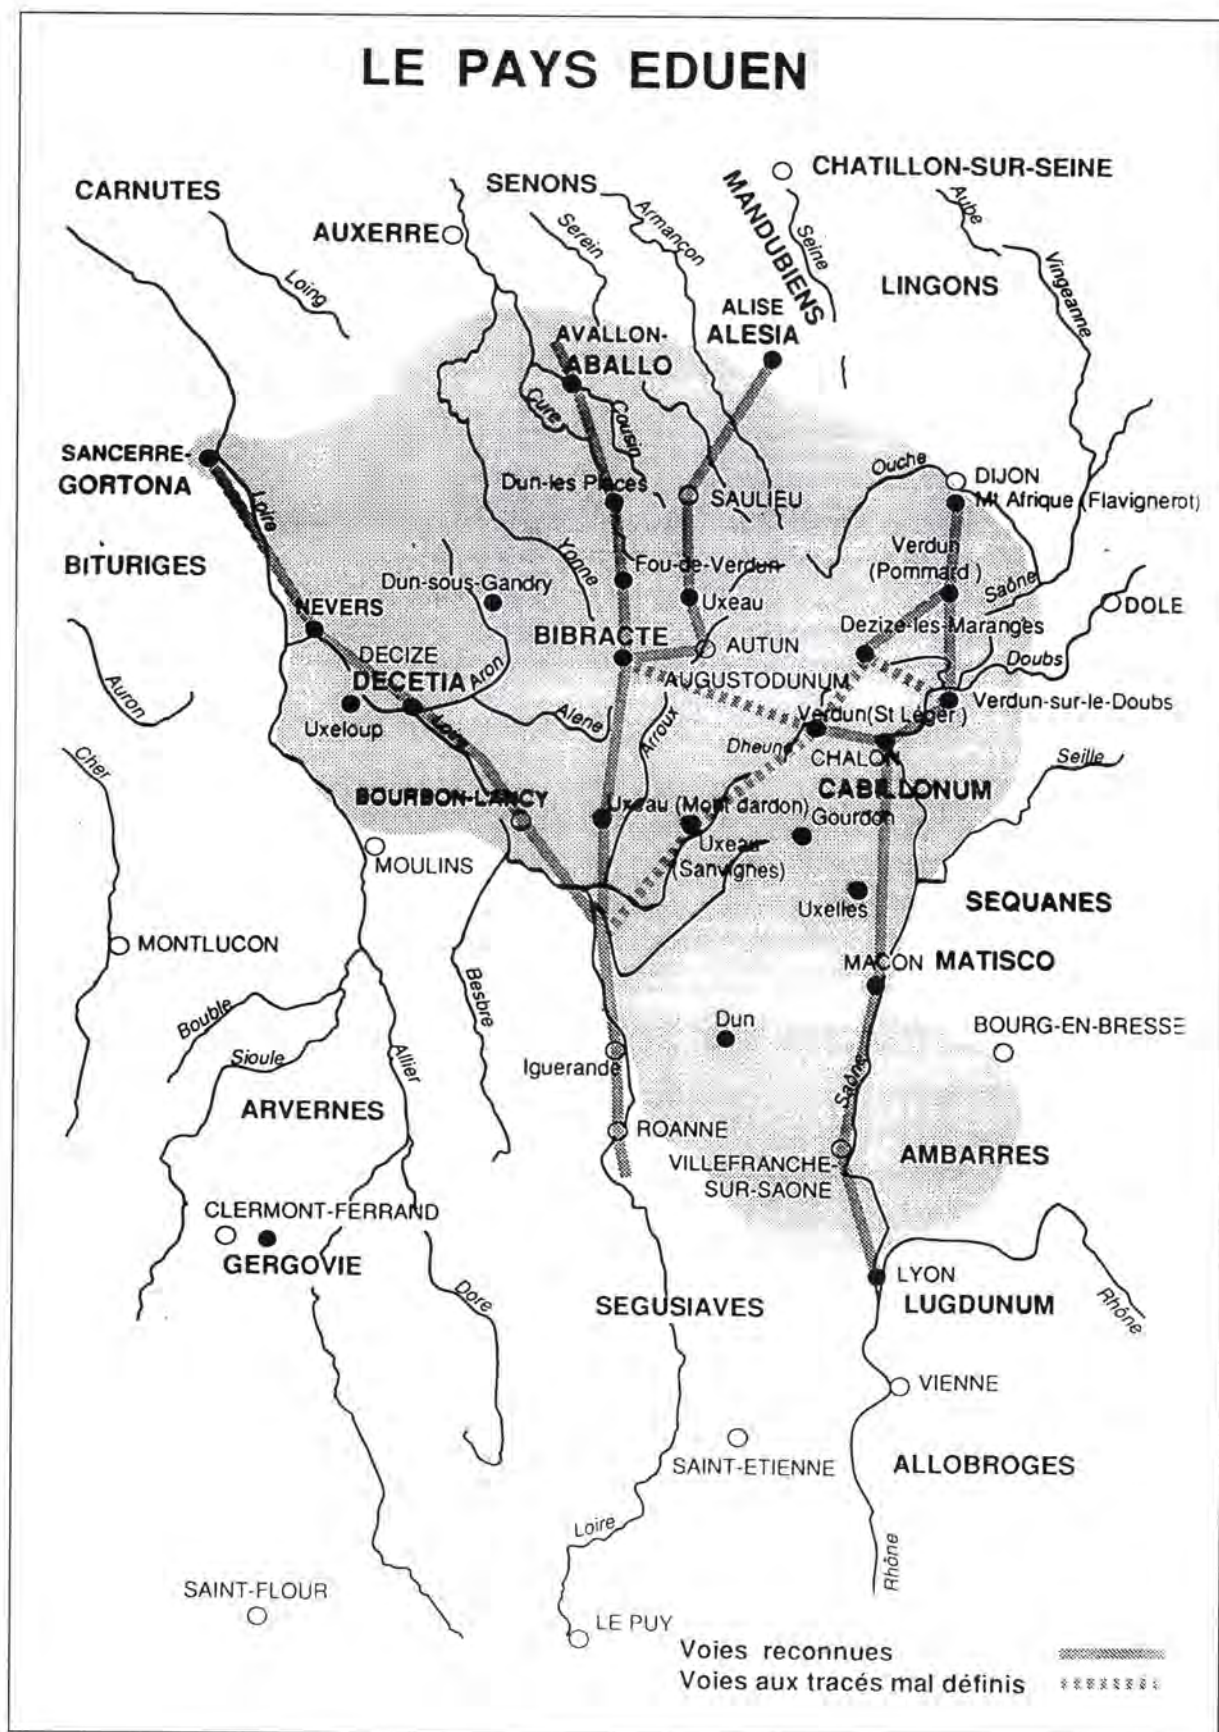 LE PAYS EDUEN
CHATILLON-SUR-SEINE
CARNUTES
SENONS
MANDUBIENS
Armançon
Aube
Serein
Seine
AUXERRE
Vingeanne
Loing
LINGONS
ALISE
ALESIA
AVALLON-
ABALLO
Cure
Cousin
SANCERRE-
GORTONA
Ouche
DIJON
Mt Afrique (Flavignerot)
Dun-les Places
SAULIEU
Loire
Yonne
Verdun
(Pommard)
BITURIGES
Fou-de-Verdun
Dun-sous-Gandry
Saône
Uxeau
DOLE
NEVERS
Dezize-les-Maranges
BIBRACTE
AUTUN
AUGUSTODUNUM
Doubs
DECIZE
DECETIA
Aron
Auron
Verdun-sur-le-Doubs
Uxeloup
Loire
Alene
Arroux
Verdun(St Léger)
Dheune
CHALON
CABILLONUM
Seille
Cher
BOURBON-LANCY
Uxeau (Mont dardon)
Gourdon
MOULINS
Uxeau
(Sanvignes)
Uxelles
SEQUANES
MONTLUCON
MACON MATISCO
Besbre
Bouble
Dun
BOURG-EN-BRESSE
Sioule
Allier
Iguerande
Saône
ARVERNES
ROANNE
VILLEFRANCHE-
SUR-SAONE
AMBARRES
CLERMONT-FERRAND
GERGOVIE
LYON
LUGDUNUM
Dore
SEGUSIAVES
Rhône
VIENNE
SAINT-ETIENNE
ALLOBROGES
Loire
Rhône
SAINT-FLOUR
LE PUY
Voies reconnues
Voies aux tracés mal définis